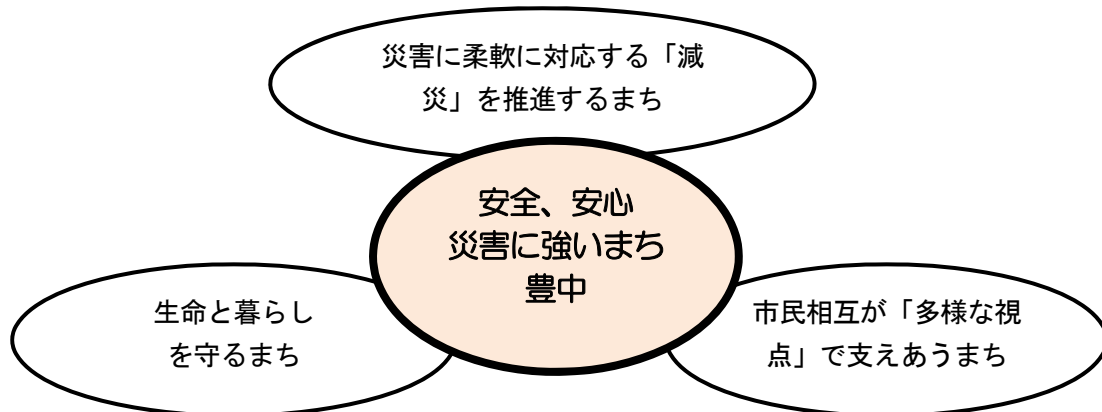 災害に柔軟に対応する「減
災」を推進するまち
安全、安心
災害に強いまち
豊中
生命と暮らし
を守るまち
市民相互が「多様な視
点」で支えあうまち